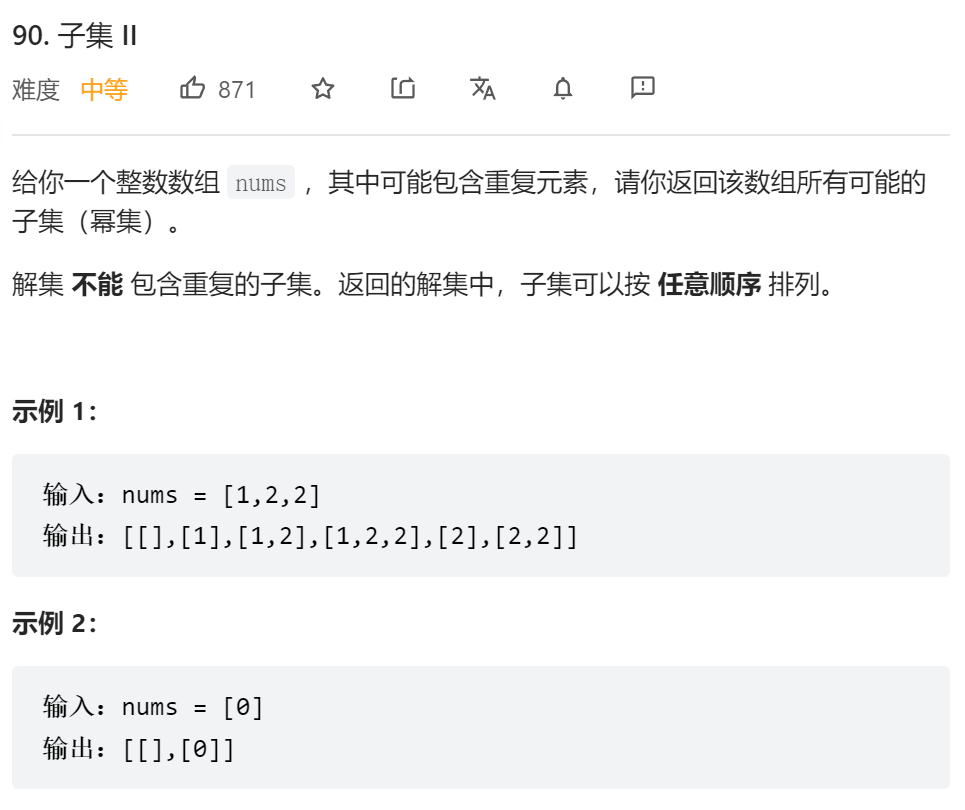 90. 子集 II
难度 中等 871
给你一个整数数组 nums ，其中可能包含重复元素，请你返回该数组所有可能的
子集（幂集）。
解集 不能 包含重复的子集。返回的解集中，子集可以按 任意顺序 排列。
示例 1：
输入：nums = [1,2,2]
输出：[[],[1],[1,2],[1,2,2],[2],[2,2]]
示例 2：
输入：nums = [0]
输出：[[],[0]]